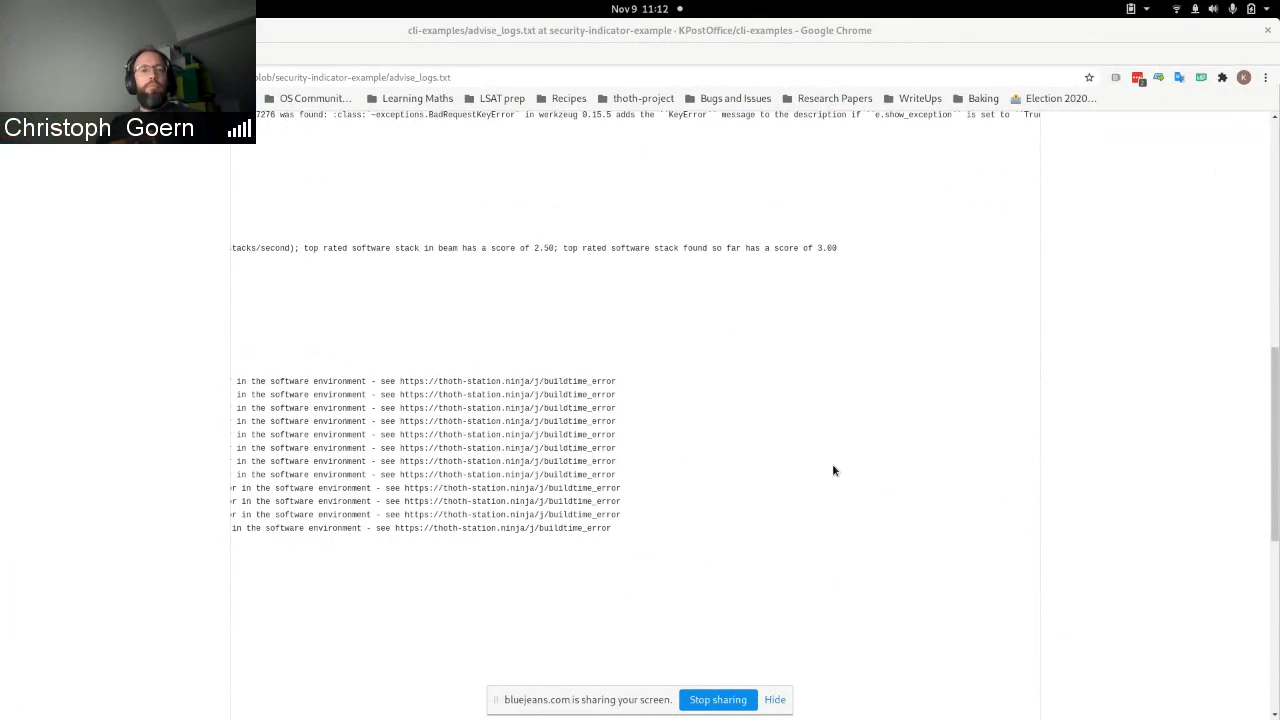 Nov 9 11:12
cli-examples/advise_logs.txt at security-indicator-example · KPostOffice/cli-examples - Google Chrome
lob/security-indicator-example/advise_logs.txt
OS Communit… Learning Maths LSAT prep Recipes thoth-project Bugs and Issues Research Papers WriteUps Baking Election 2020…
Christoph Goern
7276 was found: :class:`~exceptions.BadRequestKeyError` in werkzeug 0.15.5 adds the ``KeyError`` message to the description if ``e.show_exception`` is set to ``Tru
tacks/second); top rated software stack in beam has a score of 2.50; top rated software stack found so far has a score of 3.00
in the software environment - see https://thoth-station.ninja/j/buildtime_error
in the software environment - see https://thoth-station.ninja/j/buildtime_error
in the software environment - see https://thoth-station.ninja/j/buildtime_error
in the software environment - see https://thoth-station.ninja/j/buildtime_error
in the software environment - see https://thoth-station.ninja/j/buildtime_error
in the software environment - see https://thoth-station.ninja/j/buildtime_error
in the software environment - see https://thoth-station.ninja/j/buildtime_error
in the software environment - see https://thoth-station.ninja/j/buildtime_error
or in the software environment - see https://thoth-station.ninja/j/buildtime_error
or in the software environment - see https://thoth-station.ninja/j/buildtime_error
or in the software environment - see https://thoth-station.ninja/j/buildtime_error
in the software environment - see https://thoth-station.ninja/j/buildtime_error
bluejeans.com is sharing your screen. Stop sharing Hide